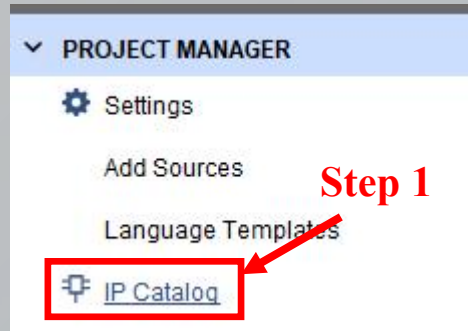 PROJECT MANAGER
Settings
Add Sources
Step 1
Language Templates
IP Catalog